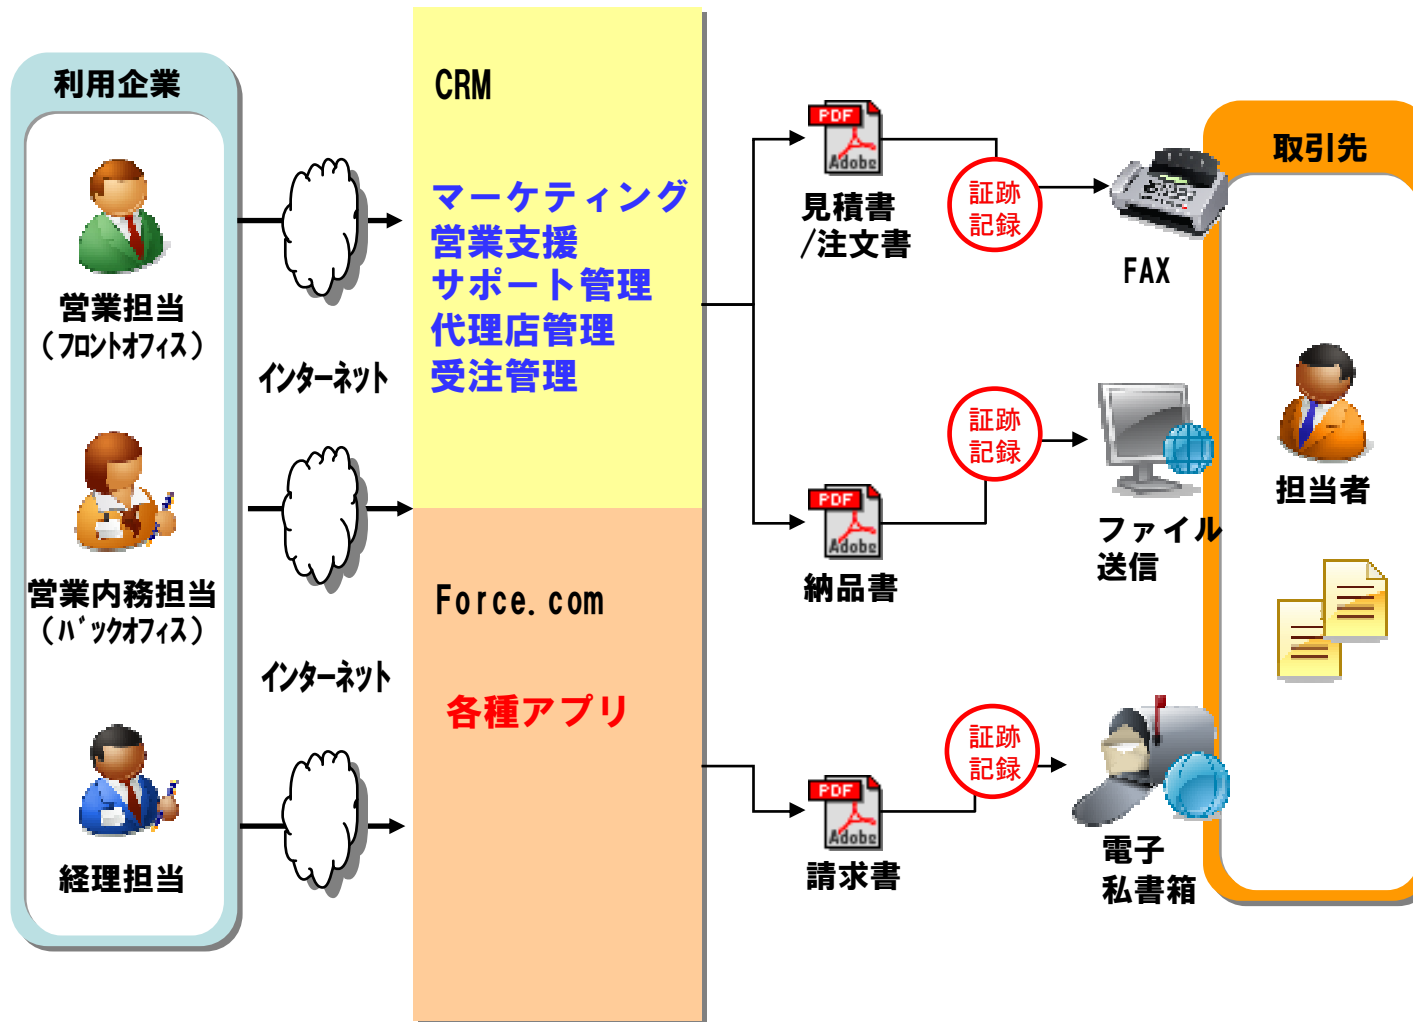 利用企業
営業担当
（フロントオフィス）
営業内務担当
（バックオフィス）
経理担当
インターネット
インターネット
CRM
マーケティング
営業支援
サポート管理
代理店管理
受注管理
Force.com
各種アプリ
PDF
Adobe
見積書
/注文書
証跡
記録
FAX
PDF
Adobe
納品書
証跡
記録
ファイル
送信
PDF
Adobe
請求書
証跡
記録
電子
私書箱
取引先
担当者